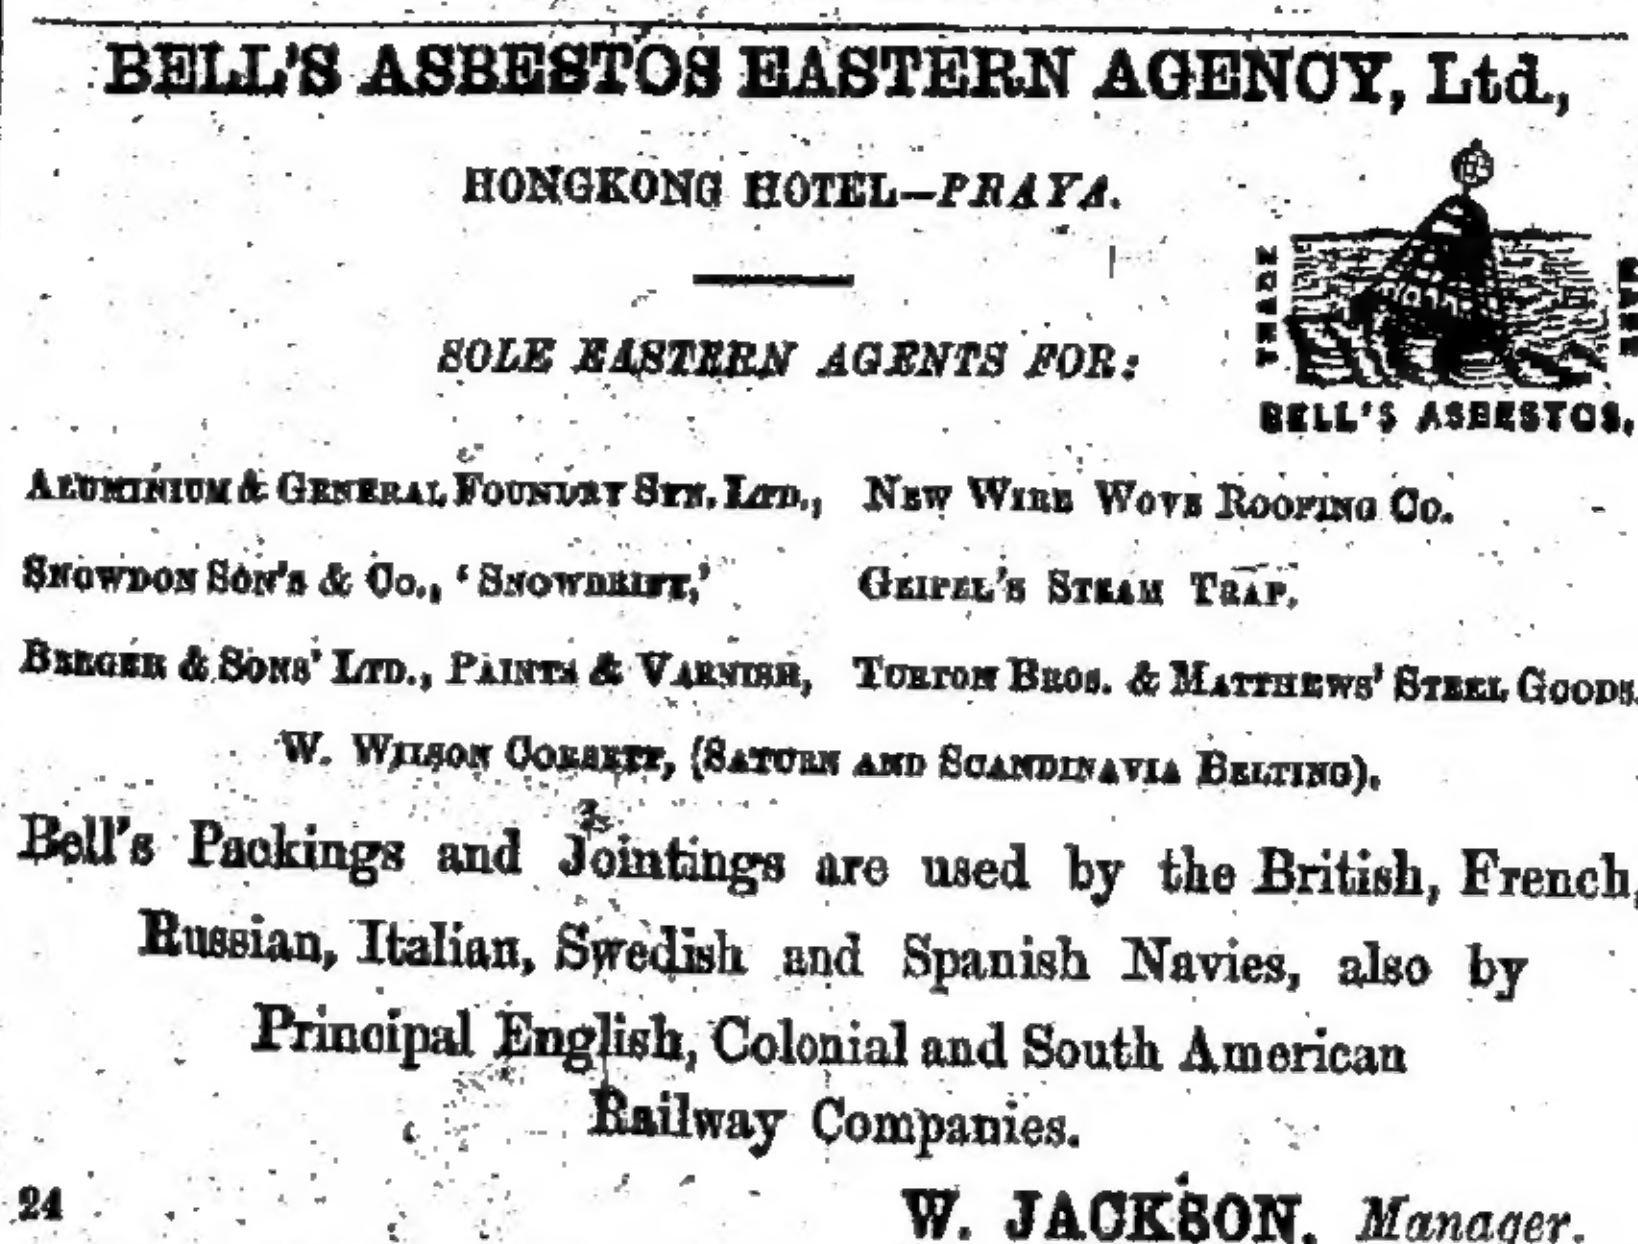 BELL'S ASBESTOS EASTERN AGENCY, Ltd.,
HONGKONG HOTEL—PRAYA.
TRADE MARK
BELL'S ASBESTOS.
SOLE EASTERN AGENTS FOR:
ALUMINIUM & GENERAL FOUNDRY SYN. LTD., NEW WIRE WOVE ROOFING CO.
SNOWDON SON'S & CO., 'SNOWDRIFT,' GEIPEL'S STEAM TRAP.
BERGER & SONS' LTD., PAINTS & VARNISH, TURTON BROS. & MATTHEWS' STEEL GOODS.
W. WILSON COBBETT, (SATURN AND SCANDINAVIA BELTING).
Bell's Packings and Jointings are used by the British, French,
Russian, Italian, Swedish and Spanish Navies, also by
Principal English, Colonial and South American
Railway Companies.
24 W. JACKSON, Manager.